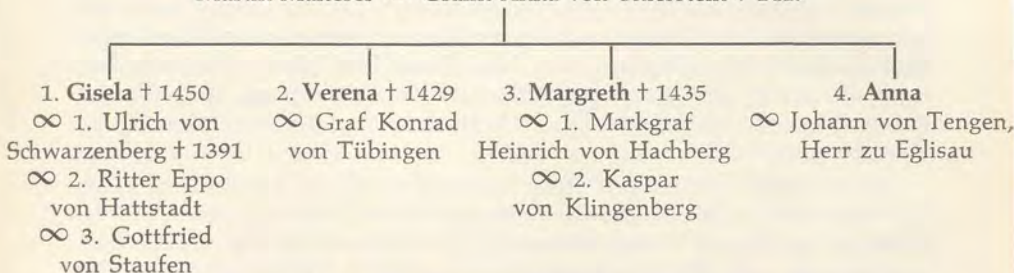 1. Gisela † 1450
∞ 1. Ulrich von
Schwarzenberg † 1391
∞ 2. Ritter Eppo
von Hattstadt
∞ 3. Gottfried
von Staufen
2. Verena † 1429
∞ Graf Konrad
von Tübingen
3. Margreth † 1435
∞ 1. Markgraf
Heinrich von Hachberg
∞ 2. Kaspar
von Klingenberg
4. Anna
∞ Johann von Tengen,
Herr zu Eglisau